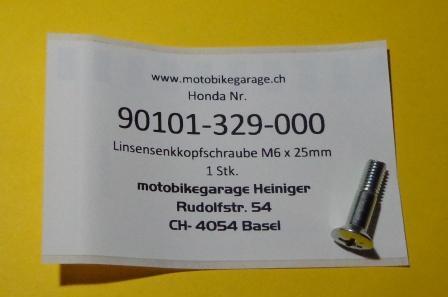 www.motobikegarage.ch
Honda Nr.
90101-329-000
Linsensenkkopfschraube M6 x 25mm
1 Stk.
motobikegarage Heiniger
Rudolfstr. 54
CH- 4054 Basel